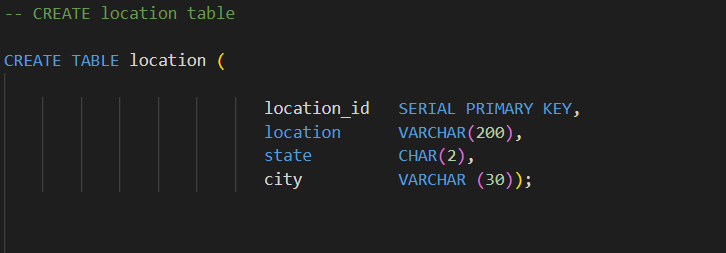 -- CREATE location table
CREATE TABLE location (
location_id SERIAL PRIMARY KEY,
location VARCHAR(200),
state CHAR(2),
city VARCHAR (30));